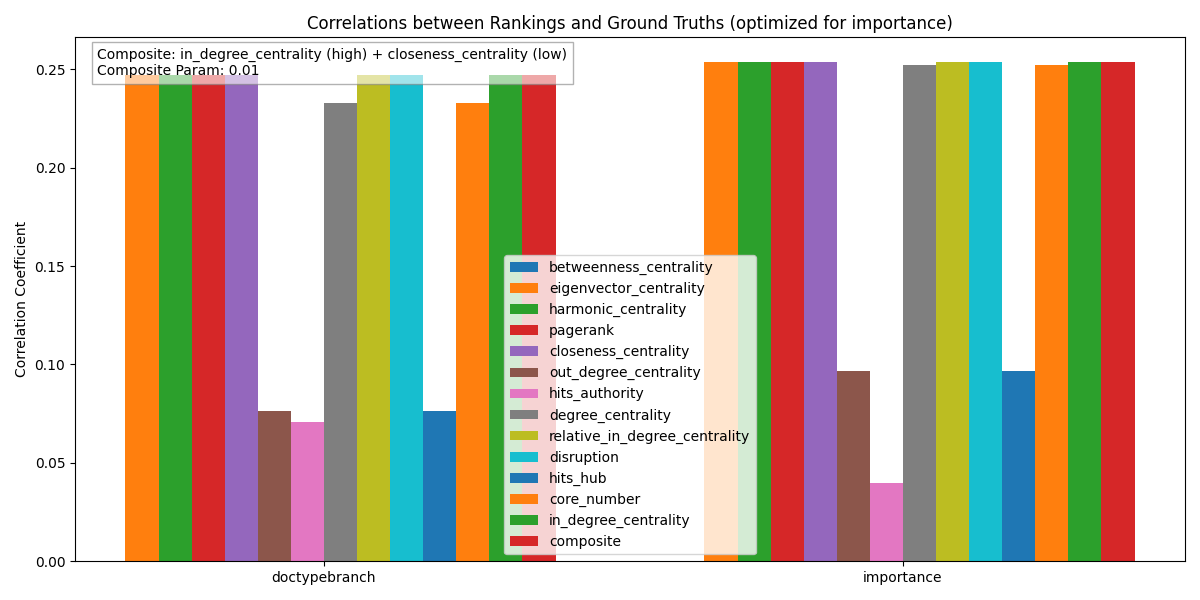 Correlations between Rankings and Ground Truths (optimized for importance)
Composite: in_degree_centrality (high) + closeness_centrality (low)
Composite Param: 0.01
Correlation Coefficient
0.25
0.20
0.15
0.10
0.05
0.00
betweenness_centrality
eigenvector_centrality
harmonic_centrality
pagerank
closeness_centrality
out_degree_centrality
hits_authority
degree_centrality
relative_in_degree_centrality
disruption
hits_hub
core_number
in_degree_centrality
composite
doctypebranch
importance